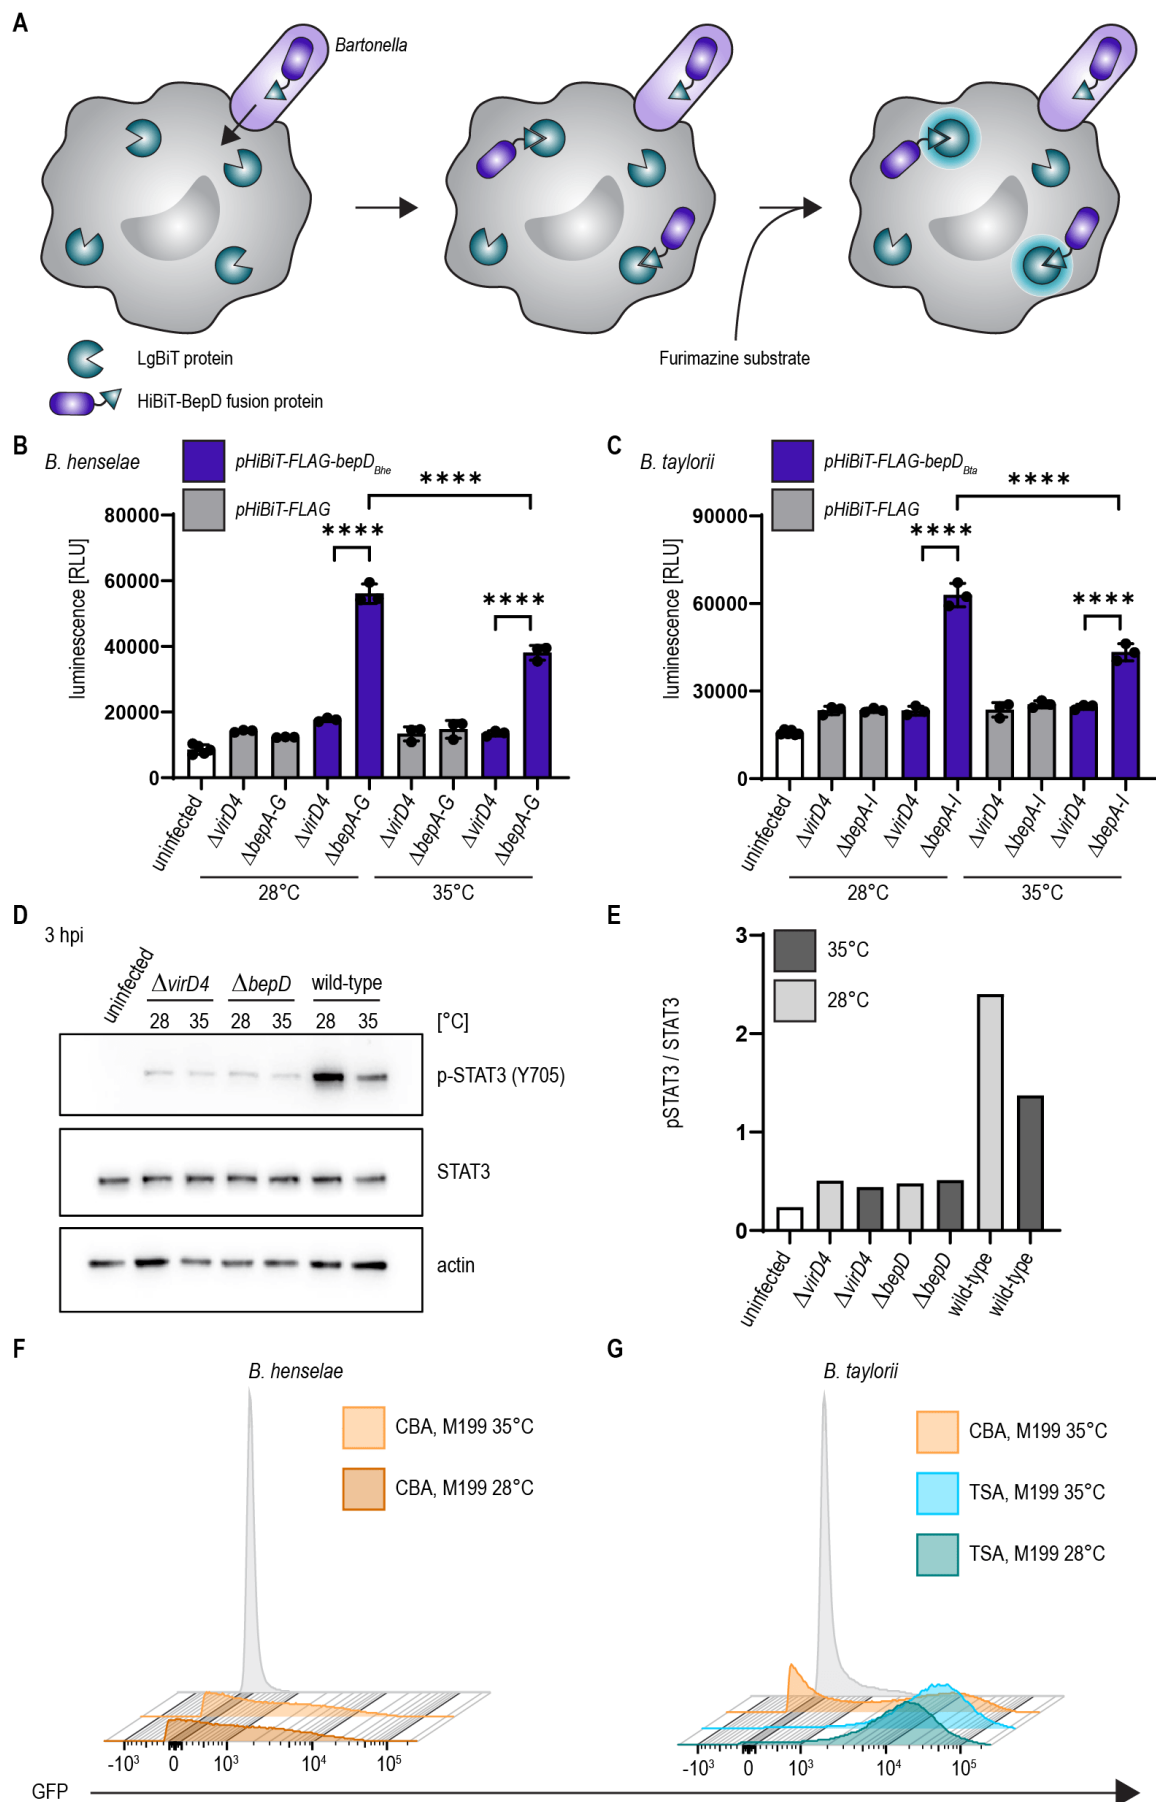 A
Bartonella
LgBiT protein
HiBiT-BepD fusion protein
Furimazine substrate
B
B. henselae
pHiBiT-FLAG-bepD Bhe
pHiBiT-FLAG
****
****
****
luminescence [RLU]
80000
60000
40000
20000
0
uninfected
ΔvirD4
ΔbepA-G
ΔvirD4
ΔbepA-G
ΔvirD4
ΔbepA-G
ΔvirD4
ΔbepA-G
28°C
35°C
C
B. taylorii
pHiBiT-FLAG-bepD Bta
pHiBiT-FLAG
****
****
****
luminescence [RLU]
90000
60000
30000
0
uninfected
ΔvirD4
ΔbepA-I
ΔvirD4
ΔbepA-I
ΔvirD4
ΔbepA-I
ΔvirD4
ΔbepA-I
28°C
35°C
D
3 hpi
uninfected
ΔvirD4
ΔbepD
wild-type
28 35 28 35 28 35 [°C]
p-STAT3 (Y705)
STAT3
actin
E
35°C
28°C
pSTAT3 / STAT3
3
2
1
0
uninfected
ΔvirD4
ΔvirD4
ΔbepD
ΔbepD
wild-type
wild-type
F
B. henselae
CBA, M199 35°C
CBA, M199 28°C
-10³ 0 10³ 10⁴ 10⁵
G
B. taylorii
CBA, M199 35°C
TSA, M199 35°C
TSA, M199 28°C
-10³ 0 10³ 10⁴ 10⁵
GFP